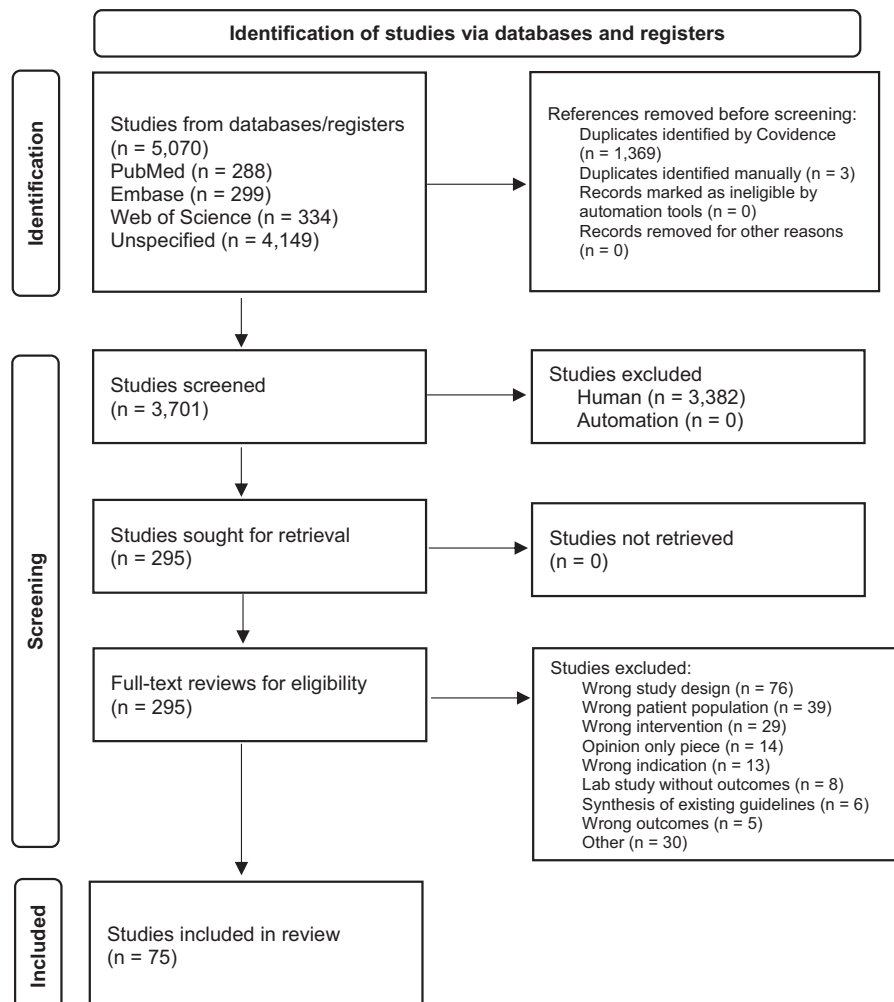 Identification of studies via databases and registers
Identification
Studies from databases/registers
(n = 5,070)
PubMed (n = 288)
Embase (n = 299)
Web of Science (n = 334)
Unspecified (n = 4,149)
References removed before screening:
Duplicates identified by Covidence
(n = 1,369)
Duplicates identified manually (n = 3)
Records marked as ineligible by
automation tools (n = 0)
Records removed for other reasons
(n = 0)
Screening
Studies screened
(n = 3,701)
Studies excluded
Human (n = 3,382)
Automation (n = 0)
Studies sought for retrieval
(n = 295)
Studies not retrieved
(n = 0)
Full-text reviews for eligibility
(n = 295)
Studies excluded:
Wrong study design (n = 76)
Wrong patient population (n = 39)
Wrong intervention (n = 29)
Opinion only piece (n = 14)
Wrong indication (n = 13)
Lab study without outcomes (n = 8)
Synthesis of existing guidelines (n = 6)
Wrong outcomes (n = 5)
Other (n = 30)
Included
Studies included in review
(n = 75)